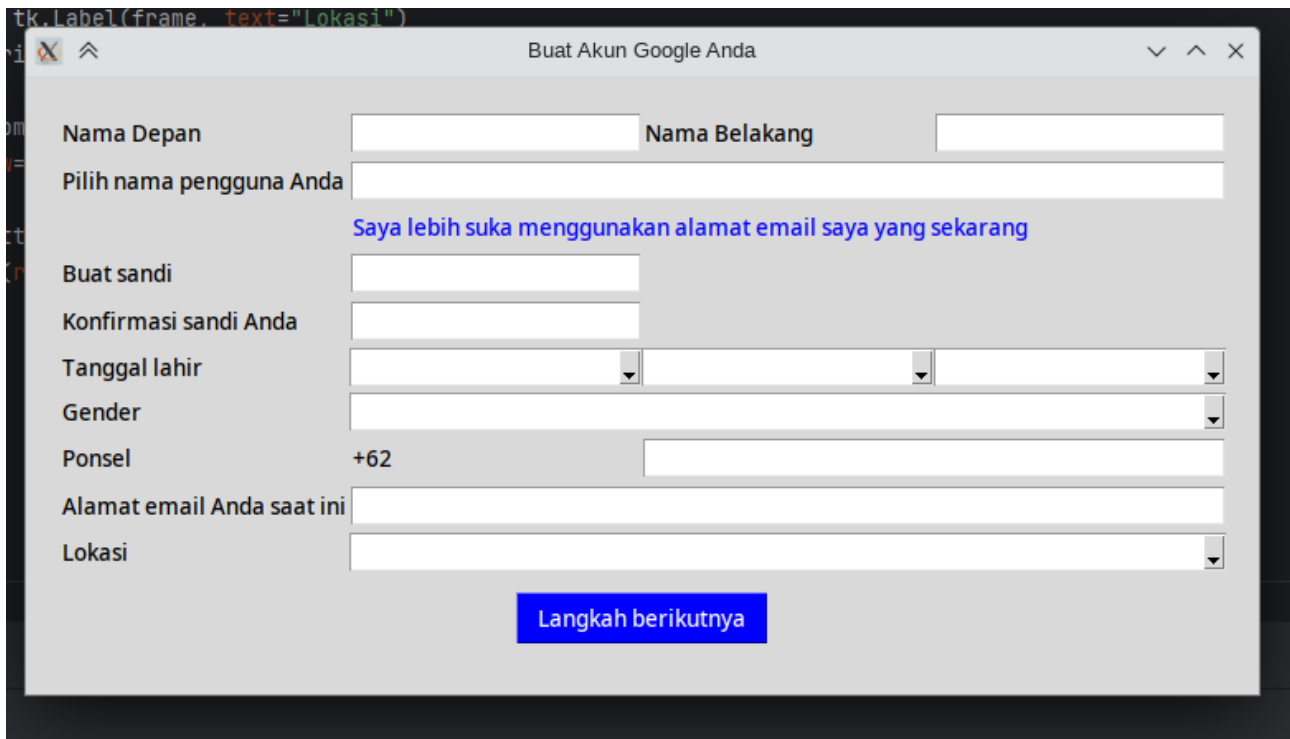 tk.Label(frame, text="Lokasi")
Buat Akun Google Anda
Nama Depan Nama Belakang
Pilih nama pengguna Anda
Saya lebih suka menggunakan alamat email saya yang sekarang
Buat sandi
Konfirmasi sandi Anda
Tanggal lahir
Gender
Ponsel +62
Alamat email Anda saat ini
Lokasi
Langkah berikutnya